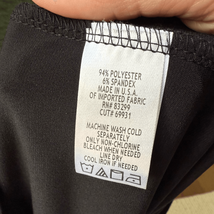 94% POLYESTER
6% SPANDEX
MADE IN U.S.A.
OF IMPORTED FABRIC
RN# 83299
CUT# 69931
MACHINE WASH COLD
SEPARATELY
ONLY NON-CHLORINE
BLEACH WHEN NEEDED
LINE DRY
COOL IRON IF NEEDED